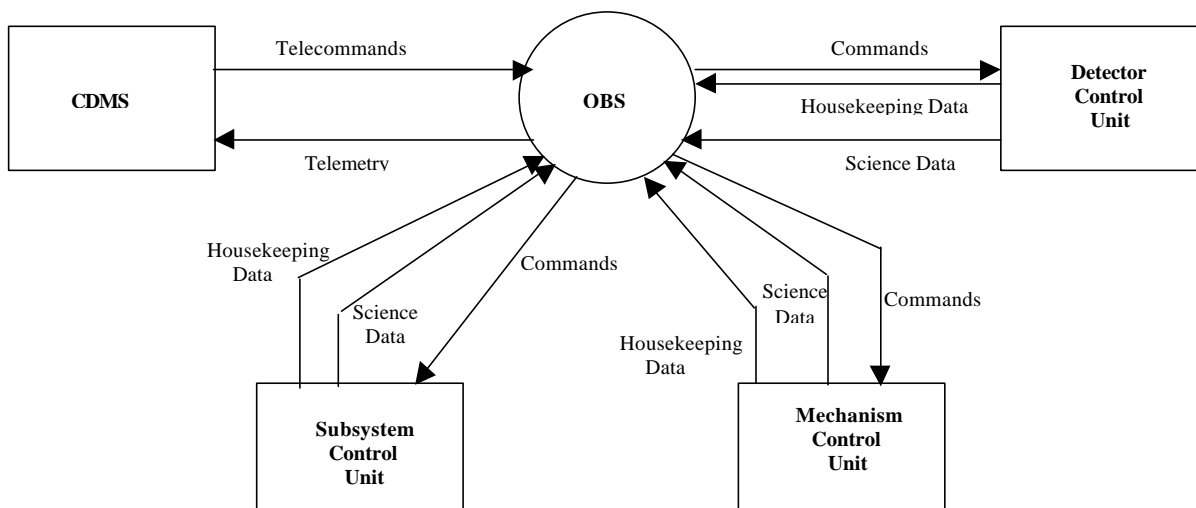 Telecommands
CDMS
Telemetry
OBS
Commands
Housekeeping Data
Science Data
Detector
Control
Unit
Housekeeping
Data
Science
Data
Commands
Subsystem
Control
Unit
Housekeeping
Data
Science
Data
Commands
Mechanism
Control
Unit